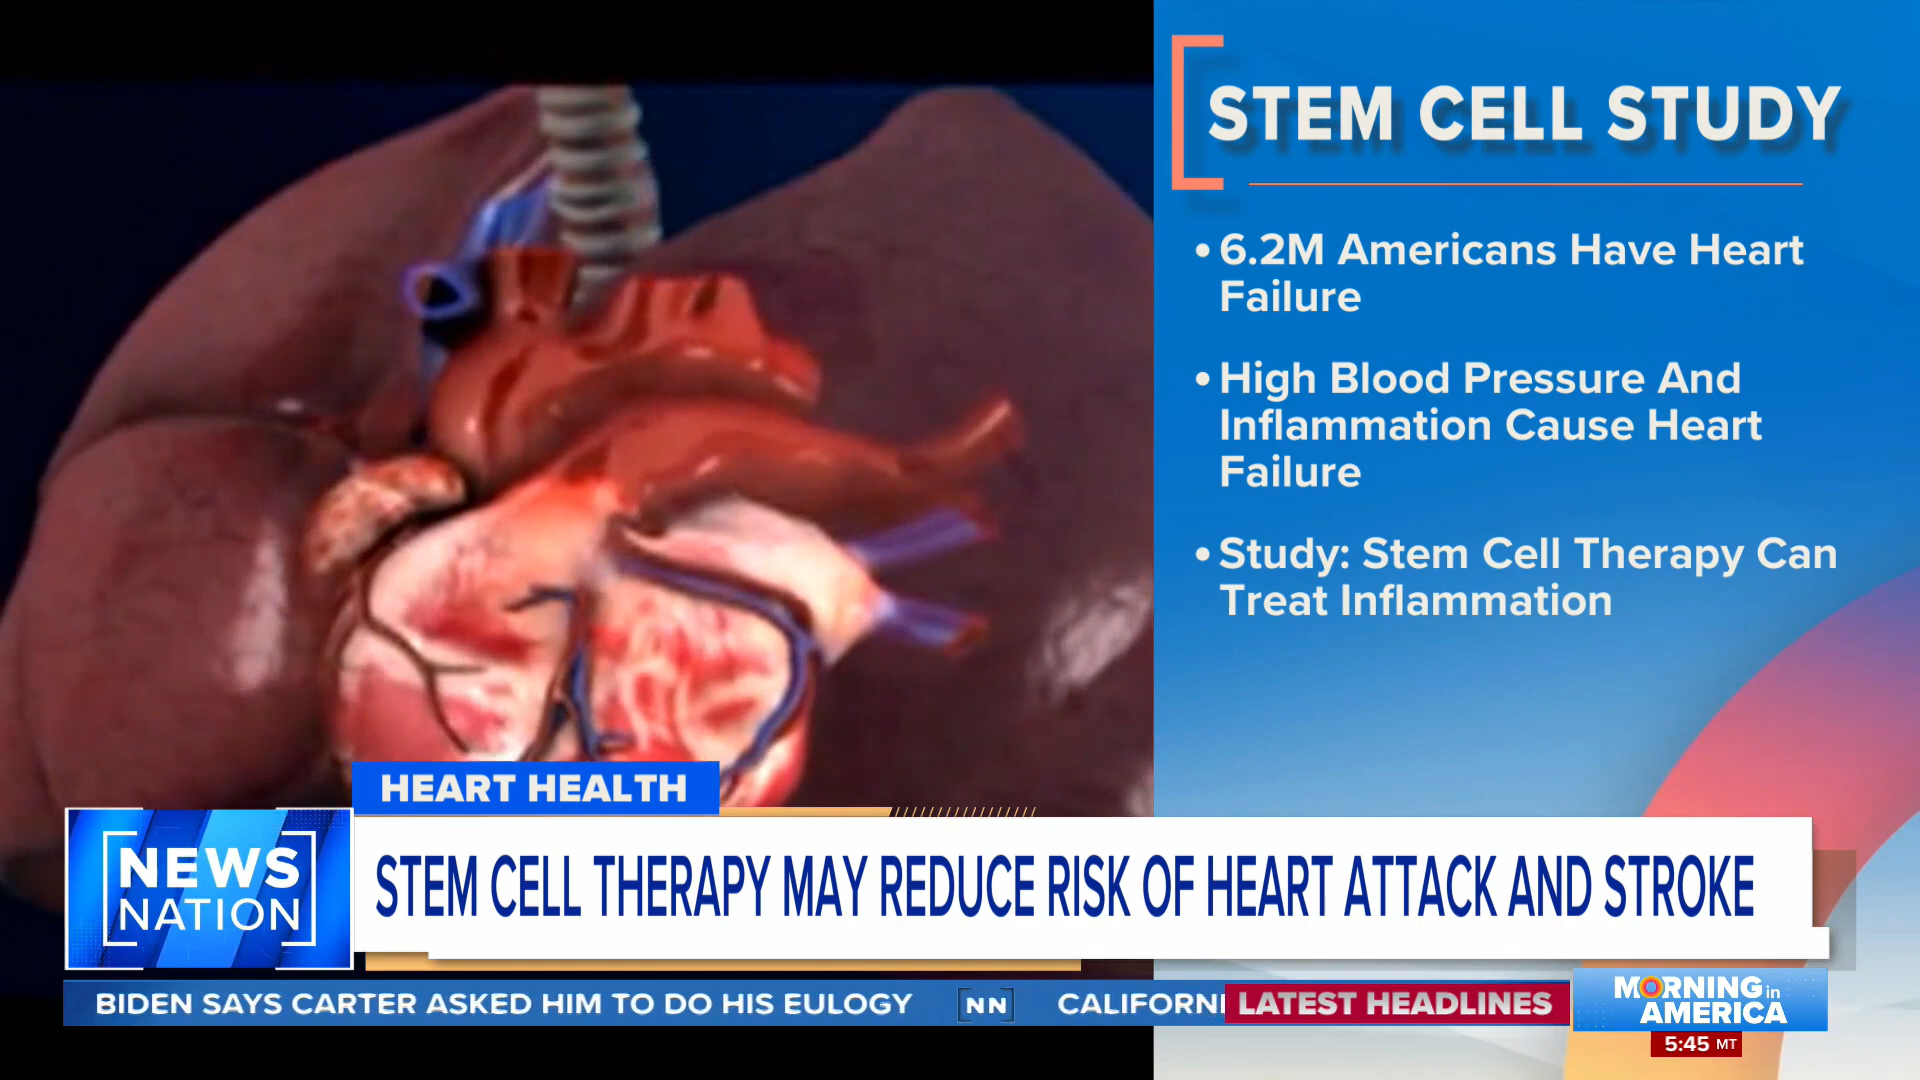 STEM CELL STUDY
• 6.2M Americans Have Heart
Failure
• High Blood Pressure And
Inflammation Cause Heart
Failure
• Study: Stem Cell Therapy Can
Treat Inflammation
HEART HEALTH
NEWS
NATION
STEM CELL THERAPY MAY REDUCE RISK OF HEART ATTACK AND STROKE
BIDEN SAYS CARTER ASKED HIM TO DO HIS EULOGY [NN] CALIFORNI
LATEST HEADLINES
MORNING in
AMERICA
5:45 MT